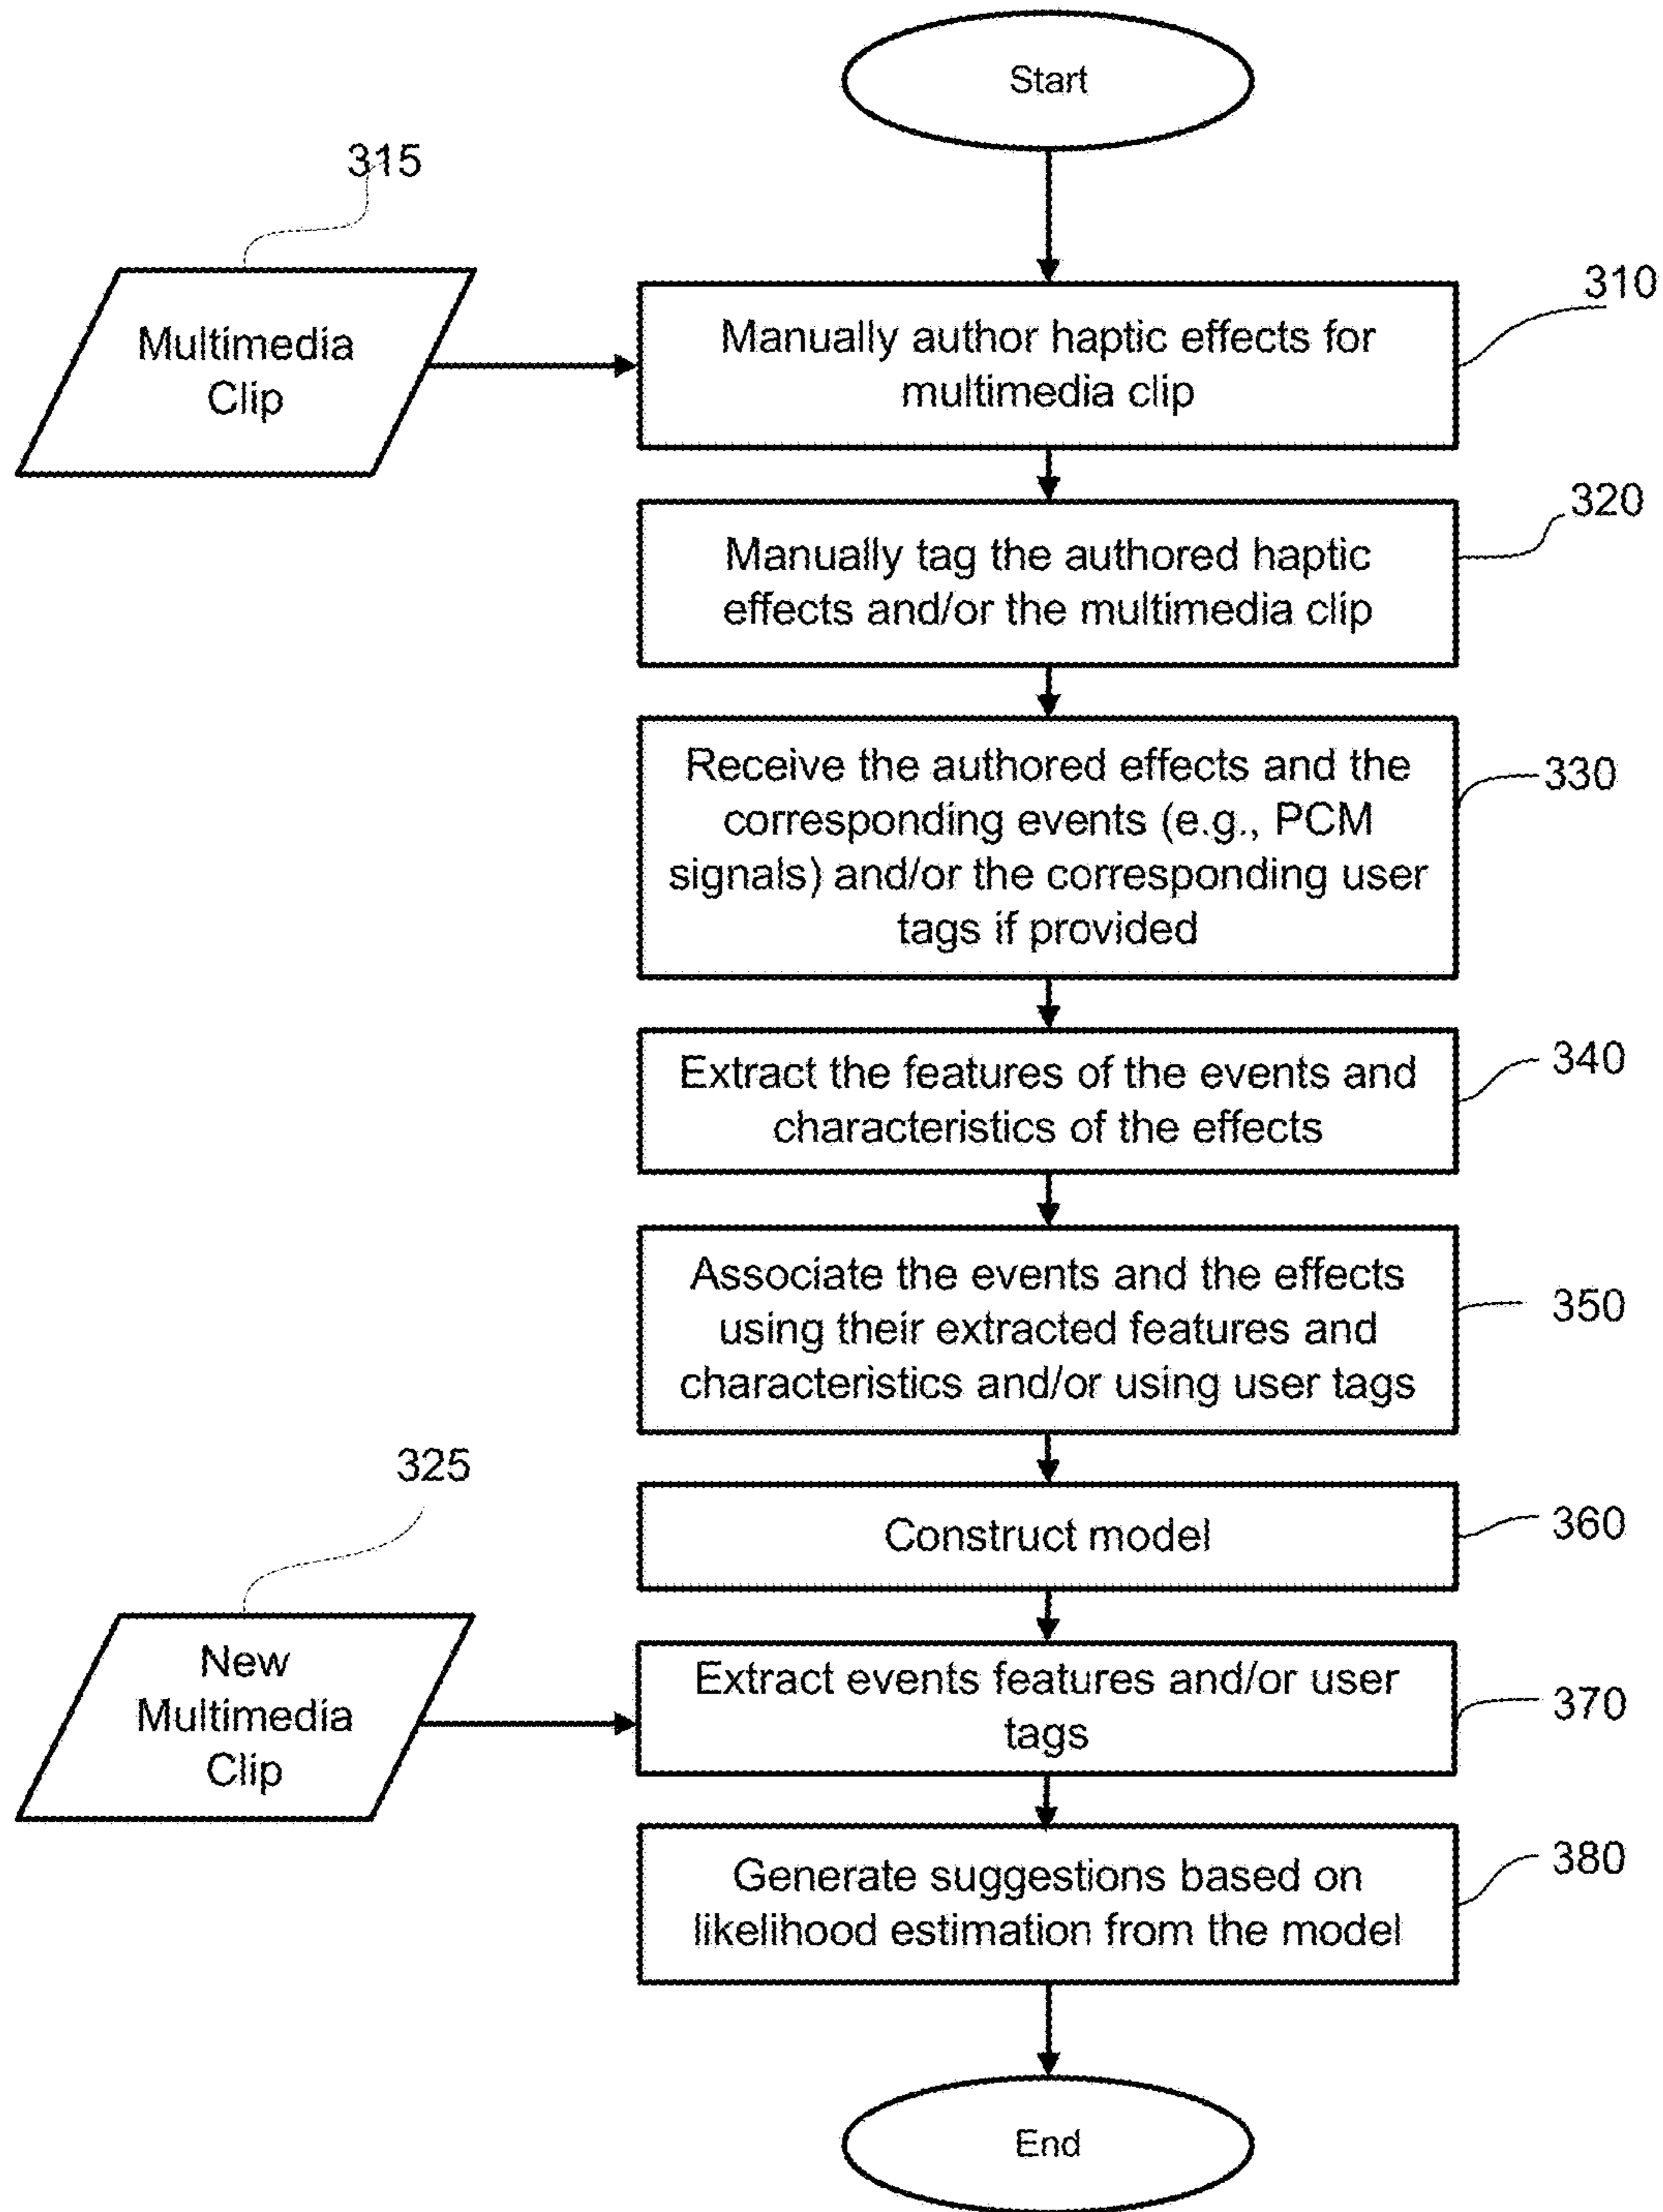 Start
315
Multimedia
Clip
310
Manually author haptic effects for
multimedia clip
320
Manually tag the authored haptic
effects and/or the multimedia clip
330
Receive the authored effects and the
corresponding events (e.g., PCM
signals) and/or the corresponding user
tags if provided
340
Extract the features of the events and
characteristics of the effects
350
Associate the events and the effects
using their extracted features and
characteristics and/or using user tags
360
Construct model
325
New
Multimedia
Clip
370
Extract events features and/or user
tags
380
Generate suggestions based on
likelihood estimation from the model
End